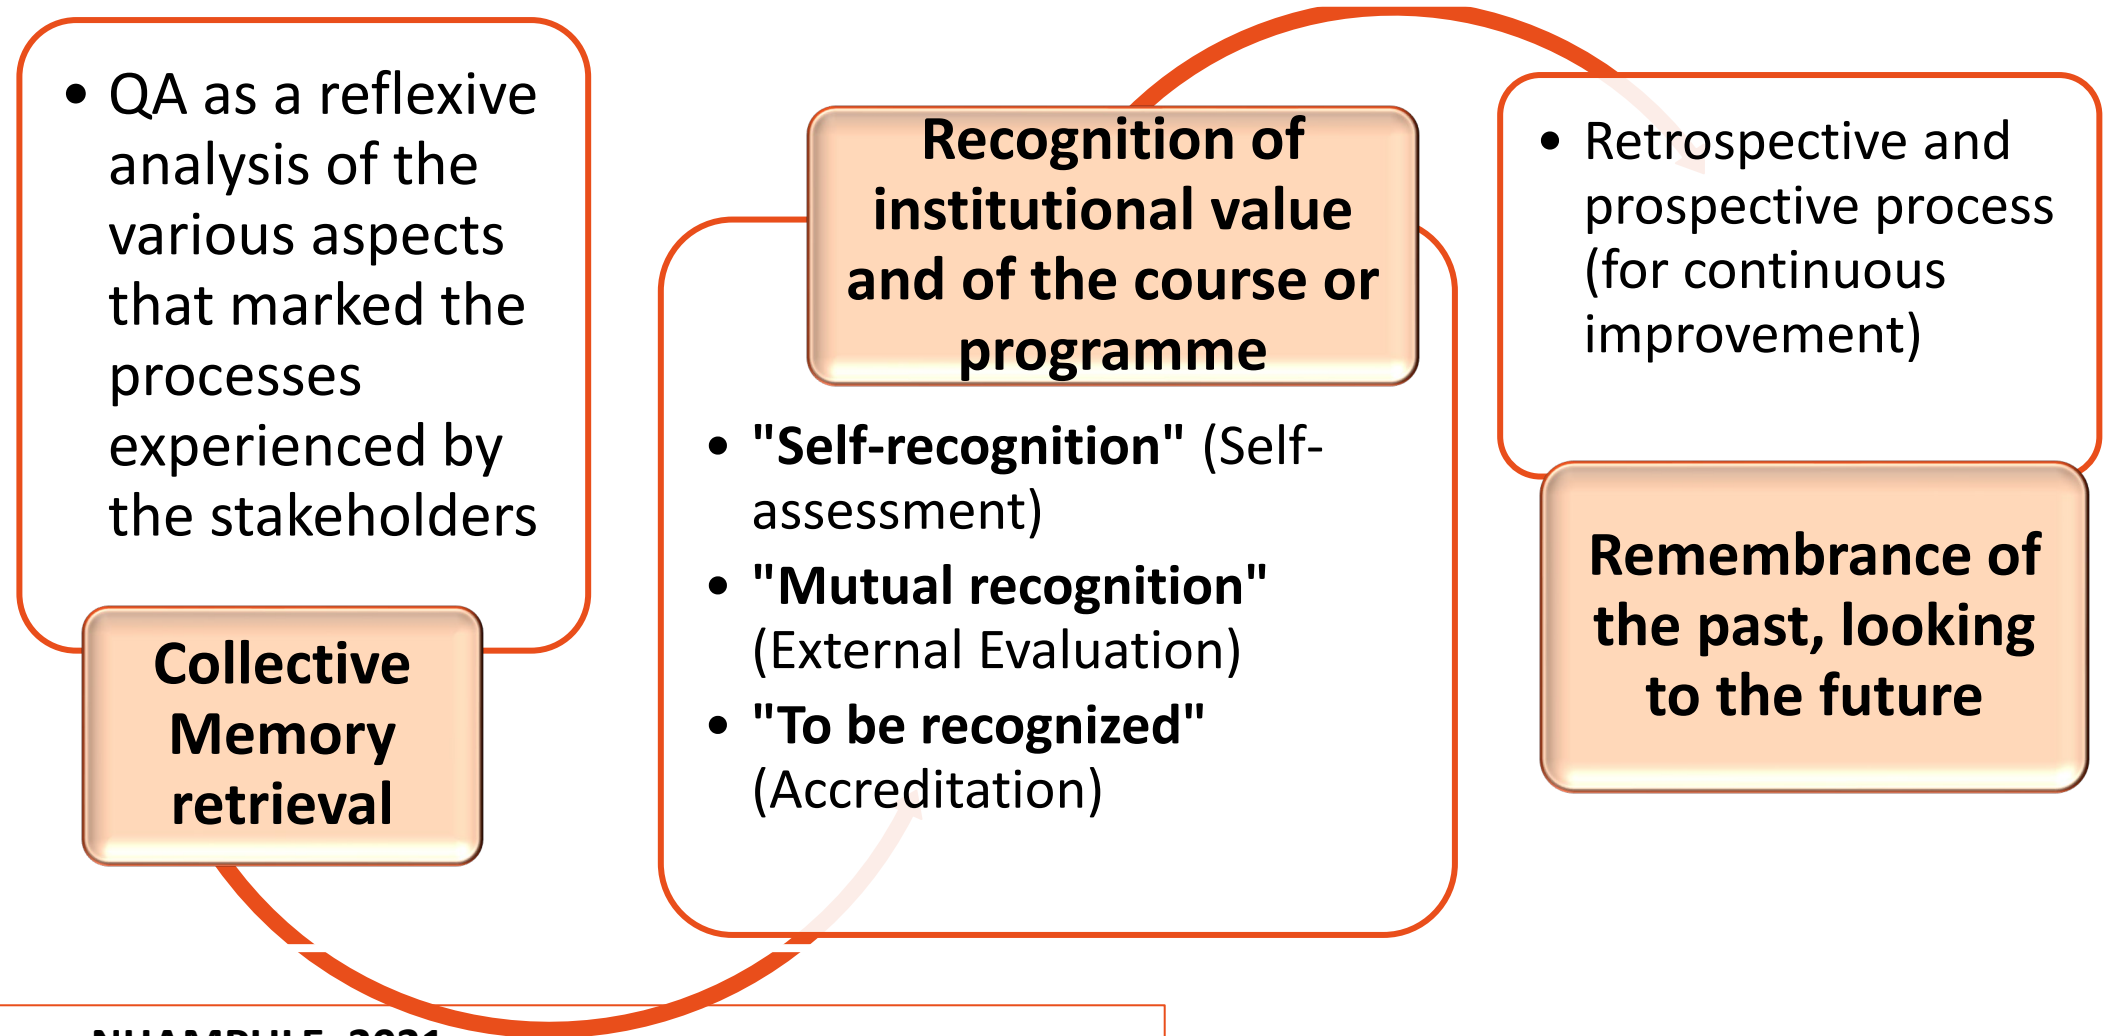 • QA as a reflexive
analysis of the
various aspects
that marked the
processes
experienced by
the stakeholders
Collective
Memory
retrieval
Recognition of
institutional value
and of the course or
programme
• "Self-recognition" (Self-
assessment)
• "Mutual recognition"
(External Evaluation)
• "To be recognized"
(Accreditation)
• Retrospective and
prospective process
(for continuous
improvement)
Remembrance of
the past, looking
to the future
2021